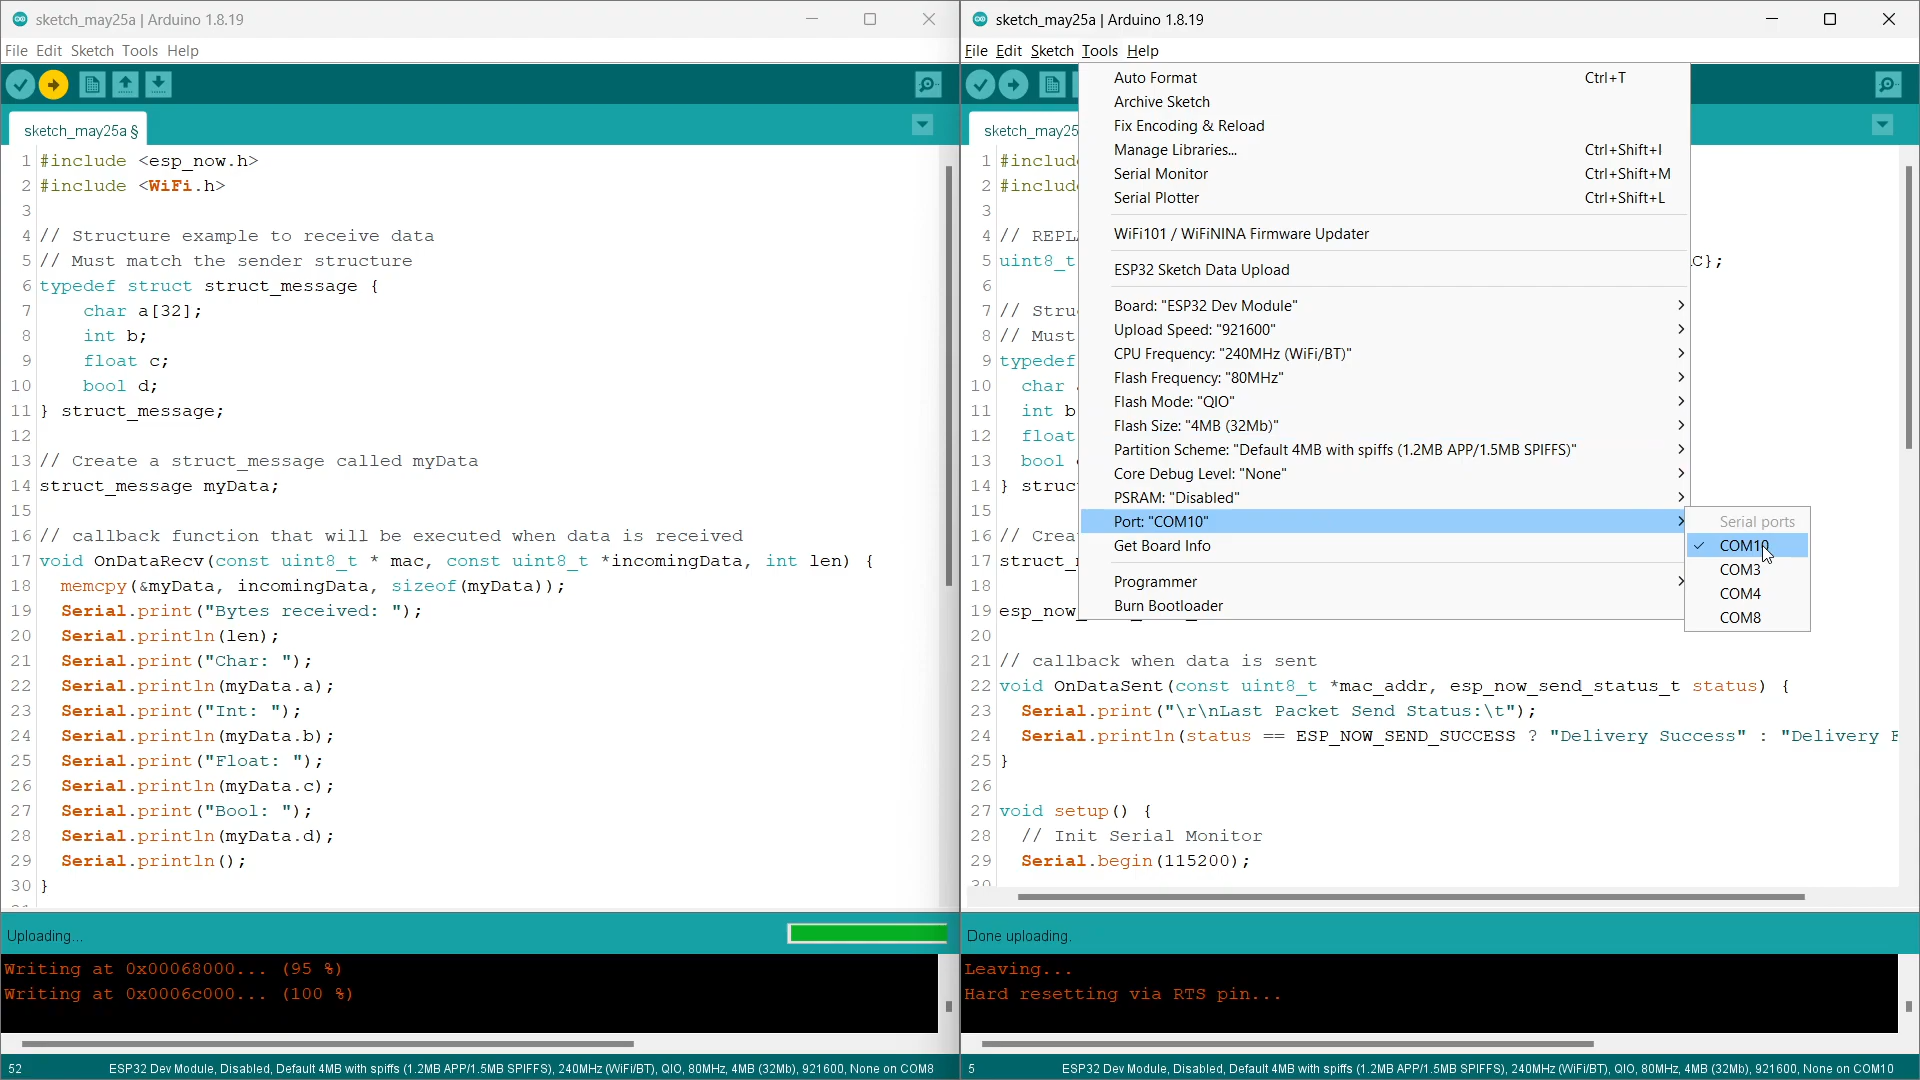 sketch_may25a | Arduino 1.8.19
File Edit Sketch Tools Help
sketch_may25a §
1 #include <esp_now.h>
2 #include <WiFi.h>
3
4 // Structure example to receive data
5 // Must match the sender structure
6 typedef struct struct_message {
7 char a[32];
8 int b;
9 float c;
10 bool d;
11 } struct_message;
12
13 // Create a struct_message called myData
14 struct_message myData;
15
16 // callback function that will be executed when data is received
17 void OnDataRecv(const uint8_t * mac, const uint8_t *incomingData, int len) {
18 memcpy(&myData, incomingData, sizeof(myData));
19 Serial.print("Bytes received: ");
20 Serial.println(len);
21 Serial.print("Char: ");
22 Serial.println(myData.a);
23 Serial.print("Int: ");
24 Serial.println(myData.b);
25 Serial.print("Float: ");
26 Serial.println(myData.c);
27 Serial.print("Bool: ");
28 Serial.println(myData.d);
29 Serial.println();
30 }
Uploading...
Writing at 0x00068000... (95 %)
Writing at 0x0006c000... (100 %)
52 ESP32 Dev Module, Disabled, Default 4MB with spiffs (1.2MB APP/1.5MB SPIFFS), 240MHz (WiFi/BT), QIO, 80MHz, 4MB (32Mb), 921600, None on COM8
sketch_may25a | Arduino 1.8.19
File Edit Sketch Tools Help
sketch_may25
Auto Format Ctrl+T
Archive Sketch
Fix Encoding & Reload
Manage Libraries... Ctrl+Shift+I
Serial Monitor Ctrl+Shift+M
Serial Plotter Ctrl+Shift+L
WiFi101 / WiFiNINA Firmware Updater
ESP32 Sketch Data Upload
Board: "ESP32 Dev Module"
Upload Speed: "921600"
CPU Frequency: "240MHz (WiFi/BT)"
Flash Frequency: "80MHz"
Flash Mode: "QIO"
Flash Size: "4MB (32Mb)"
Partition Scheme: "Default 4MB with spiffs (1.2MB APP/1.5MB SPIFFS)"
Core Debug Level: "None"
PSRAM: "Disabled"
Port: "COM10"
Get Board Info
Programmer
Burn Bootloader
Serial ports
COM10
COM3
COM4
COM8
1 #includ
2 #includ
3
4 // REPL
5 uint8_t C};
6
7 // Stru
8 // Must
9 typedef
10 char
11 int b
12 float
13 bool
14 } struc
15
16 // Crea
17 struct_
18
19 esp_now_
20
21 // callback when data is sent
22 void OnDataSent(const uint8_t *mac_addr, esp_now_send_status_t status) {
23 Serial.print("\r\nLast Packet Send Status:\t");
24 Serial.println(status == ESP_NOW_SEND_SUCCESS ? "Delivery Success" : "Delivery
25 }
26
27 void setup() {
28 // Init Serial Monitor
29 Serial.begin(115200);
30
Done uploading.
Leaving...
Hard resetting via RTS pin...
5 ESP32 Dev Module, Disabled, Default 4MB with spiffs (1.2MB APP/1.5MB SPIFFS), 240MHz (WiFi/BT), QIO, 80MHz, 4MB (32Mb), 921600, None on COM10